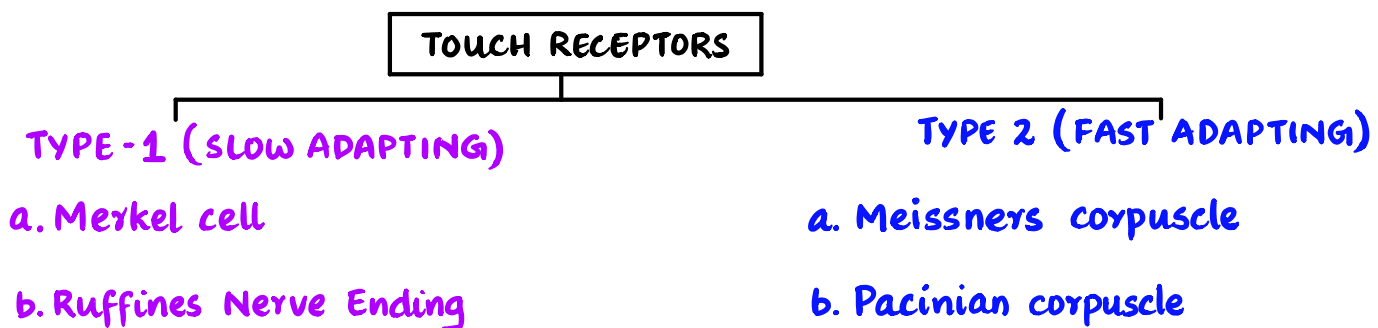 TOUCH RECEPTORS
TYPE-1 (SLOW ADAPTING)
a. Merkel cell
b. Ruffines Nerve Ending
TYPE 2 (FAST ADAPTING)
a. Meissners corpuscle
b. Pacinian corpuscle